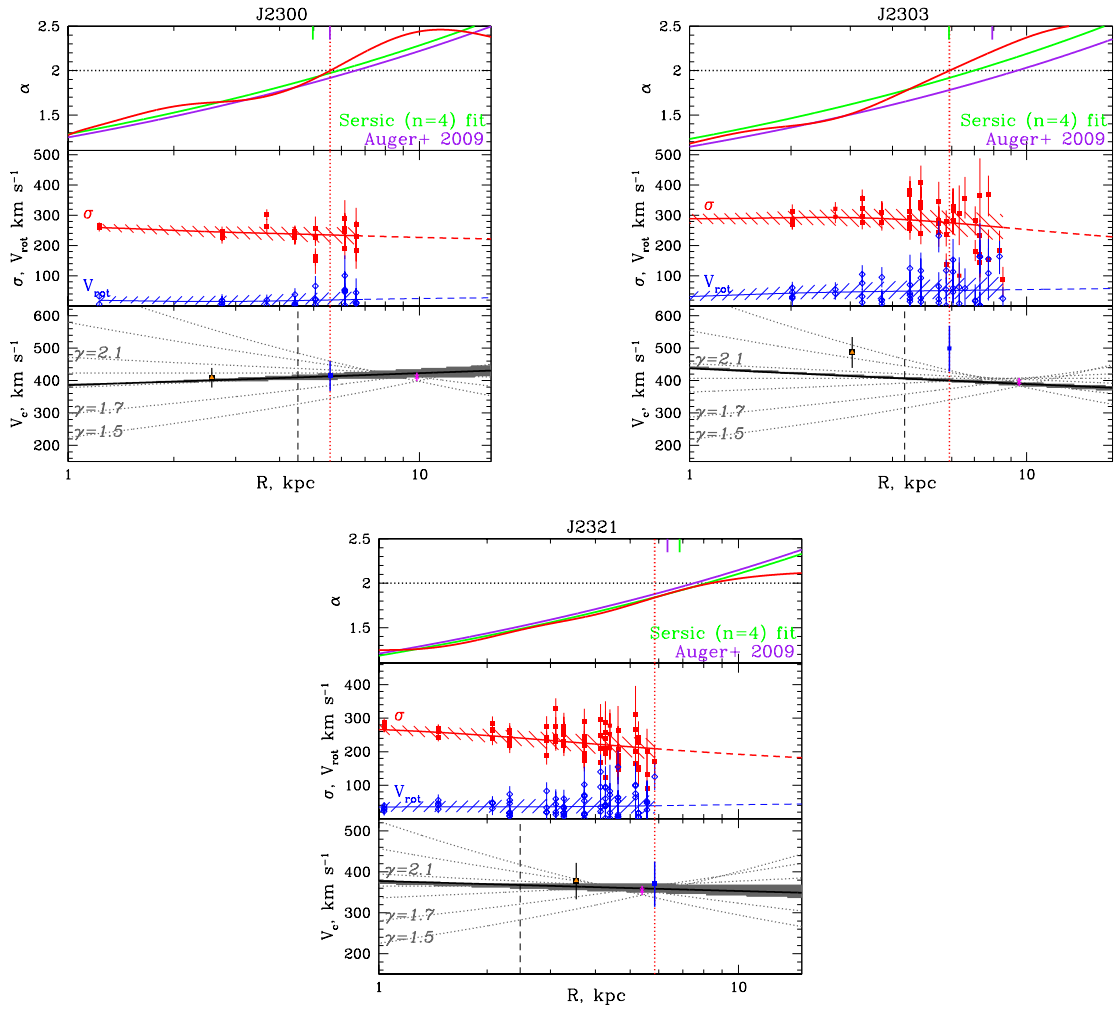 J2300
2.5
2
1.5
α
Sersic (n=4) fit
Auger+ 2009
500
400
300
200
100
σ, V_rot km s⁻¹
σ
V_rot
600
500
400
300
200
V_c, km s⁻¹
γ=2.1
γ=1.7
γ=1.5
1
10
R, kpc
J2303
2.5
2
1.5
α
Sersic (n=4) fit
Auger+ 2009
500
400
300
200
100
σ, V_rot km s⁻¹
σ
V_rot
600
500
400
300
200
V_c, km s⁻¹
γ=2.1
γ=1.7
γ=1.5
1
10
R, kpc
J2321
2.5
2
1.5
α
Sersic (n=4) fit
Auger+ 2009
400
300
200
100
σ, V_rot km s⁻¹
σ
V_rot
500
400
300
200
V_c, km s⁻¹
γ=2.1
γ=1.7
γ=1.5
1
10
R, kpc